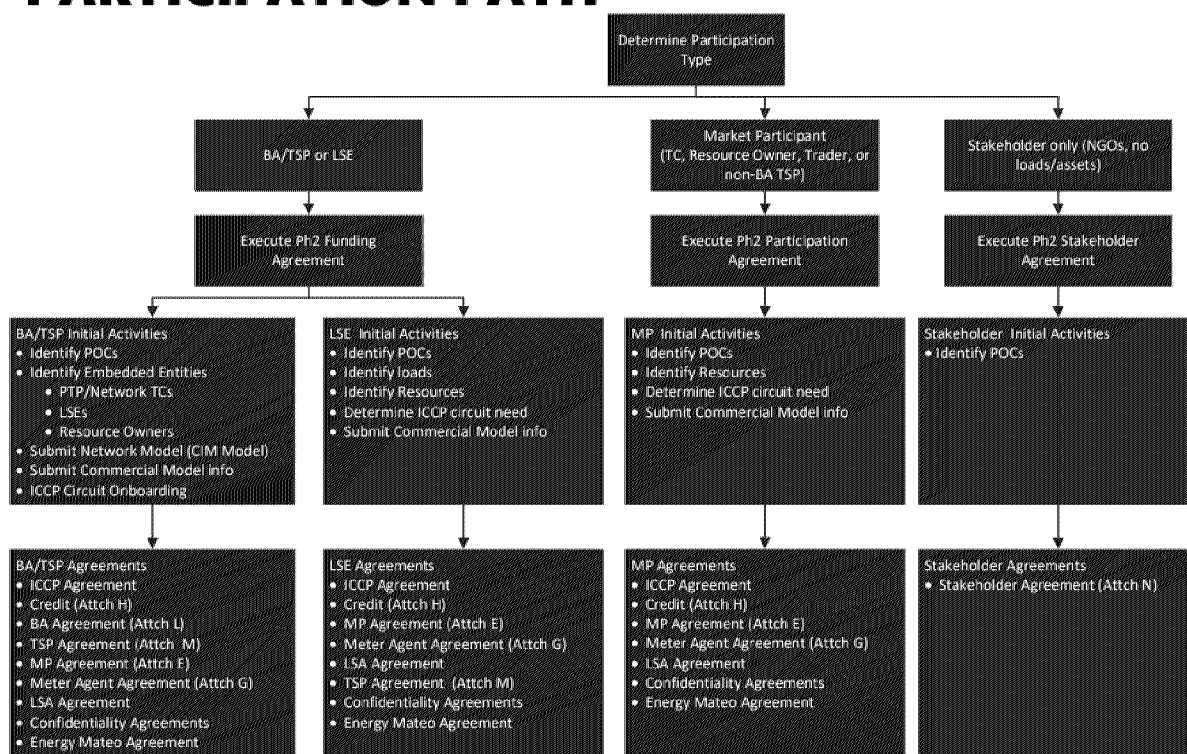 PARTICIPATION PATH
Determine Participation
Type
BA/TSP or LSE
Market Participant
(TC, Resource Owner, Trader, or
non-BA TSP)
Stakeholder only (NGOs, no
loads/assets)
Execute Ph2 Funding
Agreement
Execute Ph2 Participation
Agreement
Execute Ph2 Stakeholder
Agreement
BA/TSP Initial Activities
• Identify POCs
• Identify Embedded Entities
• PTP/Network TCs
• LSEs
• Resource Owners
• Submit Network Model (CIM Model)
• Submit Commercial Model info
• ICCP Circuit Onboarding
LSE Initial Activities
• Identify POCs
• Identify loads
• Identify Resources
• Determine ICCP circuit need
• Submit Commercial Model info
MP Initial Activities
• Identify POCs
• Identify Resources
• Determine ICCP circuit need
• Submit Commercial Model info
Stakeholder Initial Activities
• Identify POCs
BA/TSP Agreements
• ICCP Agreement
• Credit (Attch H)
• BA Agreement (Attch L)
• TSP Agreement (Attch M)
• MP Agreement (Attch E)
• Meter Agent Agreement (Attch G)
• LSA Agreement
• Confidentiality Agreements
• Energy Mateo Agreement
LSE Agreements
• ICCP Agreement
• Credit (Attch H)
• MP Agreement (Attch E)
• Meter Agent Agreement (Attch G)
• LSA Agreement
• TSP Agreement (Attch M)
• Confidentiality Agreements
• Energy Mateo Agreement
MP Agreements
• ICCP Agreement
• Credit (Attch H)
• MP Agreement (Attch E)
• Meter Agent Agreement (Attch G)
• LSA Agreement
• Confidentiality Agreements
• Energy Mateo Agreement
Stakeholder Agreements
• Stakeholder Agreement (Attch N)